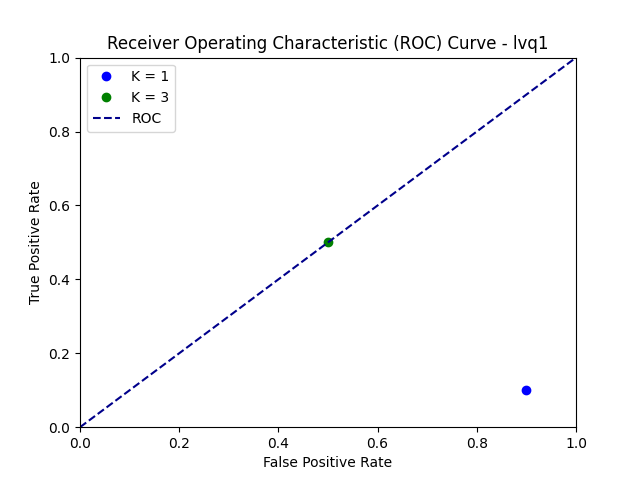 Receiver Operating Characteristic (ROC) Curve - lvq1
K = 1
K = 3
ROC
True Positive Rate
1.0
0.8
0.6
0.4
0.2
0.0
0.0 0.2 0.4 0.6 0.8 1.0
False Positive Rate